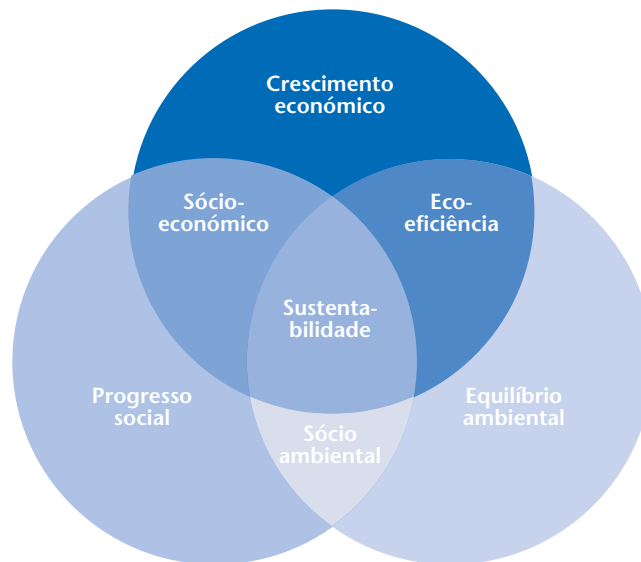 Crescimento
económico
Sócio-
económico
Eco-
eficiência
Sustenta-
bilidade
Progresso
social
Equilíbrio
ambiental
Sócio
ambiental